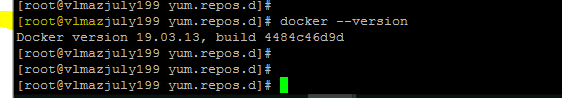 [root@vlmazjuly199 yum.repos.d]#
[root@vlmazjuly199 yum.repos.d]# docker --version
Docker version 19.03.13, build 4484c46d9d
[root@vlmazjuly199 yum.repos.d]#
[root@vlmazjuly199 yum.repos.d]#
[root@vlmazjuly199 yum.repos.d]#